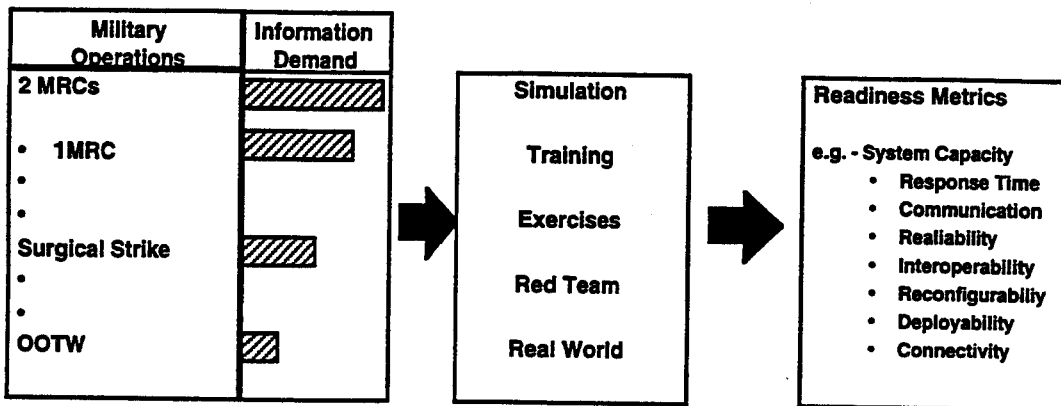 Military
Operations
Information
Demand
2 MRCs
• 1MRC
•
•
Surgical Strike
•
•
OOTW
Simulation
Training
Exercises
Red Team
Real World
Readiness Metrics
e.g. - System Capacity
• Response Time
• Communication
• Realiability
• Interoperability
• Reconfigurabiliy
• Deployability
• Connectivity